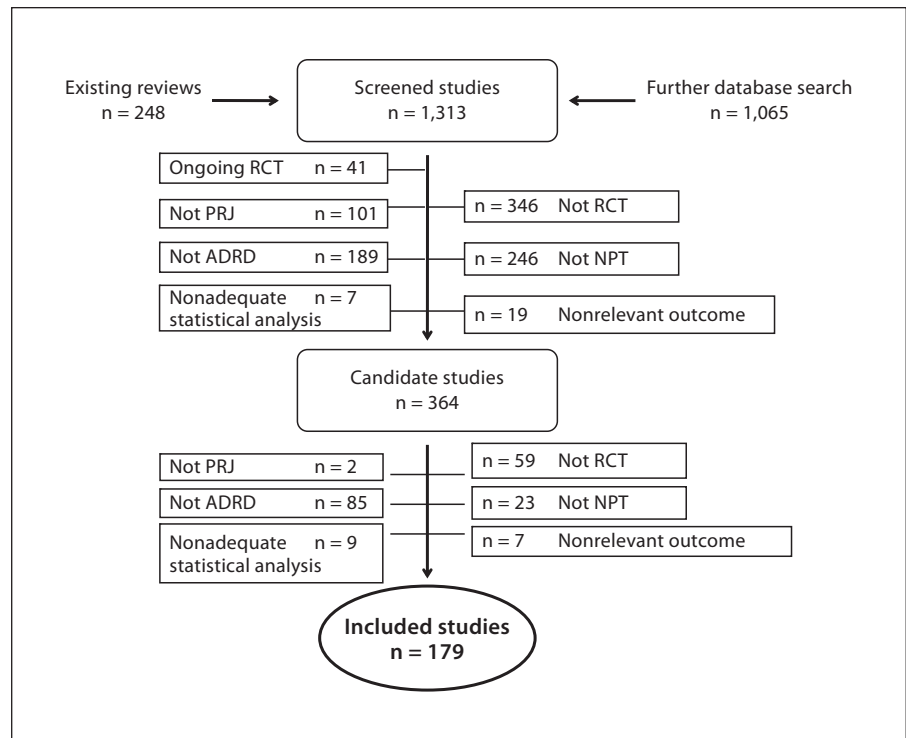 Existing reviews
n = 248
Screened studies
n = 1,313
Further database search
n = 1,065
Ongoing RCT n = 41
n = 346 Not RCT
Not PRJ n = 101
Not ADRD n = 189
n = 246 Not NPT
Nonadequate n = 7
statistical analysis
n = 19 Nonrelevant outcome
Candidate studies
n = 364
Not PRJ n = 2
n = 59 Not RCT
Not ADRD n = 85
n = 23 Not NPT
Nonadequate n = 9
statistical analysis
n = 7 Nonrelevant outcome
Included studies
n = 179